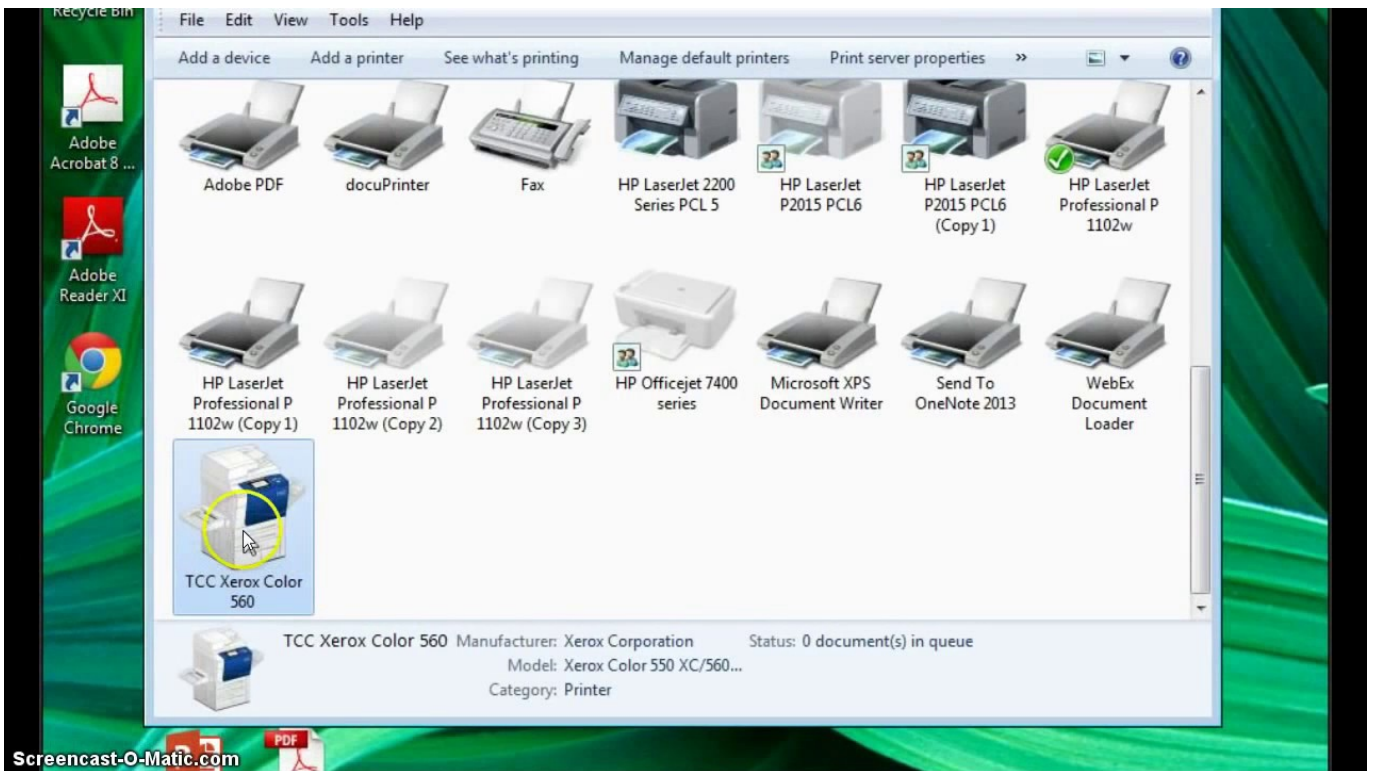 Recycle Bin
File Edit View Tools Help
Add a device Add a printer See what's printing Manage default printers Print server properties »
Adobe
Acrobat 8 ...
Adobe
Reader XI
Google
Chrome
Adobe PDF
docuPrinter
Fax
HP LaserJet 2200
Series PCL 5
HP LaserJet
P2015 PCL6
HP LaserJet
P2015 PCL6
(Copy 1)
HP LaserJet
Professional P
1102w
HP LaserJet
Professional P
1102w (Copy 1)
HP LaserJet
Professional P
1102w (Copy 2)
HP LaserJet
Professional P
1102w (Copy 3)
HP Officejet 7400
series
Microsoft XPS
Document Writer
Send To
OneNote 2013
WebEx
Document
Loader
TCC Xerox Color
560
TCC Xerox Color 560 Manufacturer: Xerox Corporation Status: 0 document(s) in queue
Model: Xerox Color 550 XC/560...
Category: Printer
PDF
Screencast-O-Matic.com